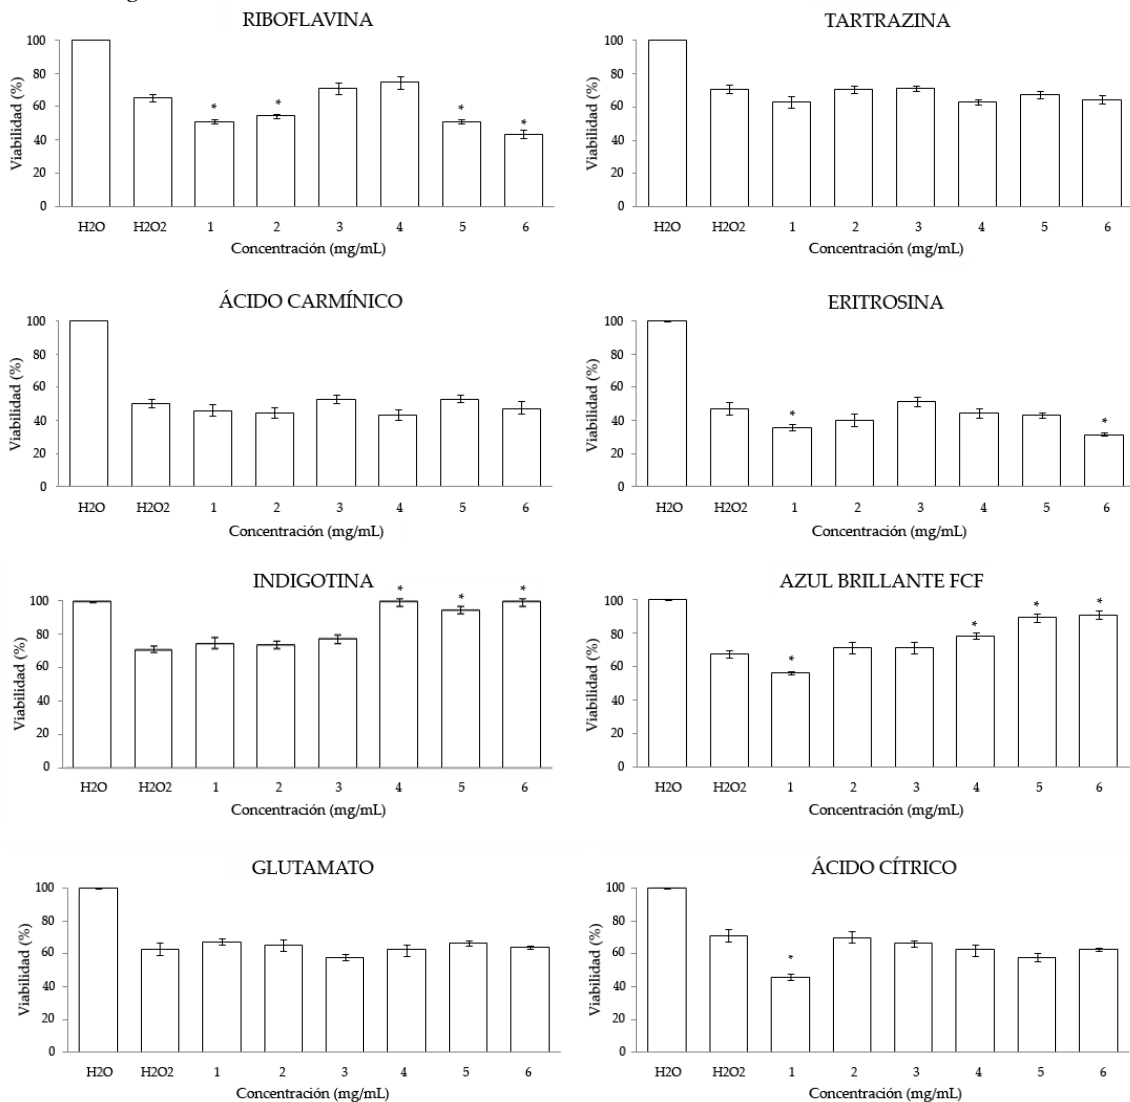 RIBOFLAVINA
Viabilidad (%)
100
80
60
40
20
0
* * * *
H2O H2O2 1 2 3 4 5 6
Concentración (mg/mL)
TARTRAZINA
Viabilidad (%)
100
80
60
40
20
0
H2O H2O2 1 2 3 4 5 6
Concentración (mg/mL)
ÁCIDO CARMÍNICO
Viabilidad (%)
100
80
60
40
20
0
H2O H2O2 1 2 3 4 5 6
Concentración (mg/mL)
ERITROSINA
Viabilidad (%)
100
80
60
40
20
0
* *
H2O H2O2 1 2 3 4 5 6
Concentración (mg/mL)
INDIGOTINA
Viabilidad (%)
100
80
60
40
20
0
* * *
H2O H2O2 1 2 3 4 5 6
Concentración (mg/mL)
AZUL BRILLANTE FCF
Viabilidad (%)
100
80
60
40
20
0
* * * *
H2O H2O2 1 2 3 4 5 6
Concentración (mg/mL)
GLUTAMATO
Viabilidad (%)
100
80
60
40
20
0
H2O H2O2 1 2 3 4 5 6
Concentración (mg/mL)
ÁCIDO CÍTRICO
Viabilidad (%)
100
80
60
40
20
0
*
H2O H2O2 1 2 3 4 5 6
Concentración (mg/mL)